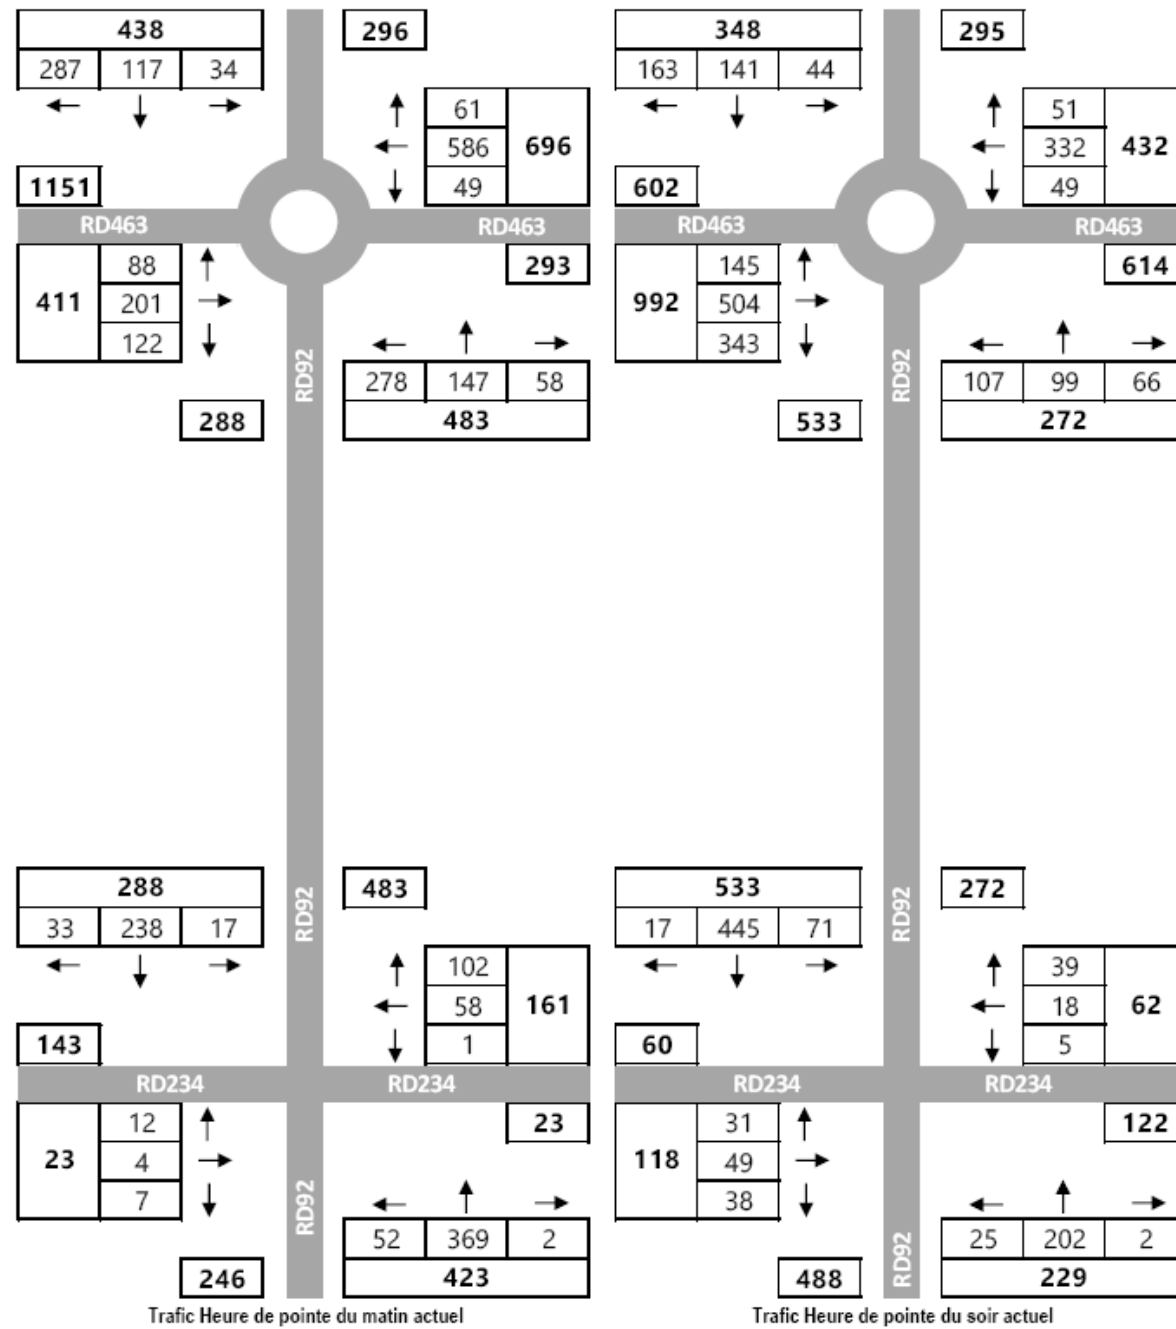 438 296 348 295
287 117 34 163 141 44
61 51
586 696 332 432
49 49
1151 602
RD463 RD463 RD463 RD463
88 293 145 614
411 201 992 504
122 343
RD92 RD92
278 147 58 107 99 66
288 483 533 272
288 483 533 272
33 238 17 17 445 71
RD92 RD92
102 39
58 161 18 62
1 5
143 60
RD234 RD234 RD234 RD234
12 23 31 122
23 4 118 49
7 38
RD92 RD92
52 369 2 25 202 2
246 423 488 229
Trafic Heure de pointe du matin actuel Trafic Heure de pointe du soir actuel